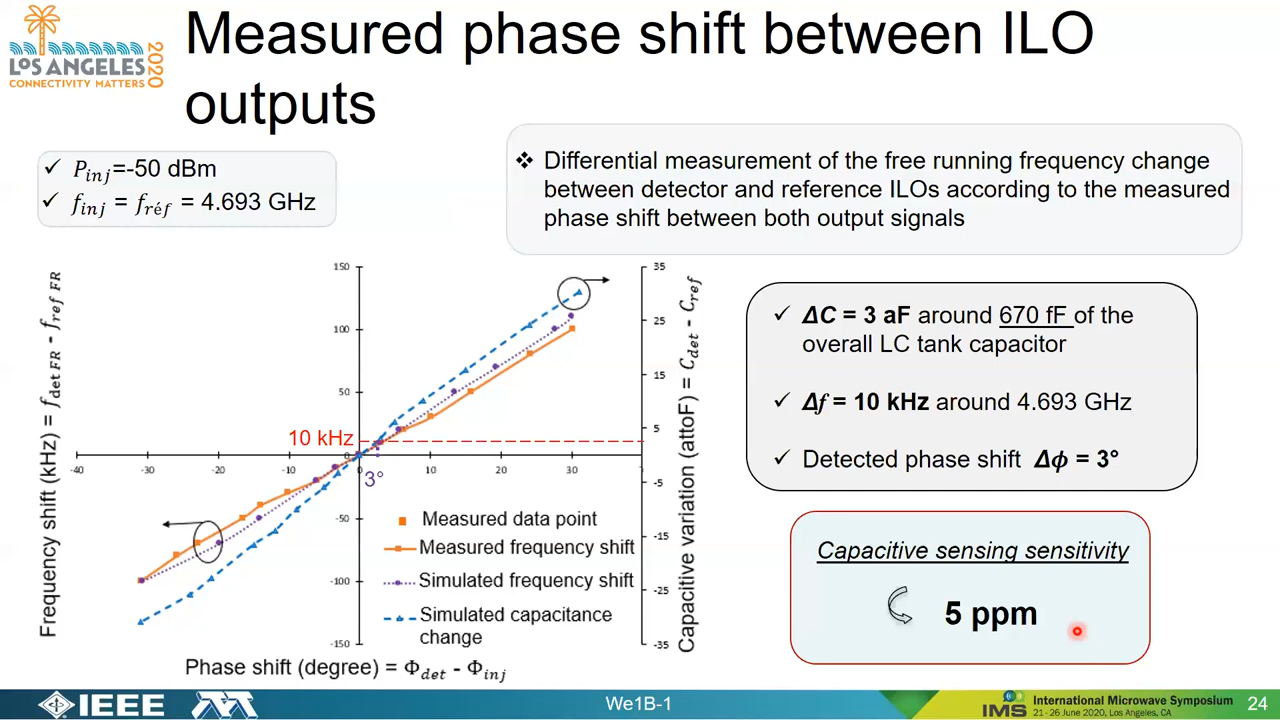 LOS ANGELES
CONNECTIVITY MATTERS
2020
Measured phase shift between ILO
outputs
✓ P_inj=-50 dBm
✓ f_inj = f_réf = 4.693 GHz
❖ Differential measurement of the free running frequency change
between detector and reference ILOs according to the measured
phase shift between both output signals
Frequency shift (kHz) = f_det FR - f_ref FR
150
100
50
-50
-100
-150
10 kHz
3°
-40
-30
-20
-10
0
10
20
30
35
25
15
5
-5
-15
-25
-35
Capacitive variation (attoF) = C_det - C_ref
Measured data point
Measured frequency shift
Simulated frequency shift
Simulated capacitance
change
Phase shift (degree) = Φ_det - Φ_inj
✓ ΔC = 3 aF around 670 fF of the
overall LC tank capacitor
✓ Δf = 10 kHz around 4.693 GHz
✓ Detected phase shift Δϕ = 3°
Capacitive sensing sensitivity
5 ppm
IEEE
We1B-1
IMS
International Microwave Symposium
21 - 26 June 2020, Los Angeles, CA
24